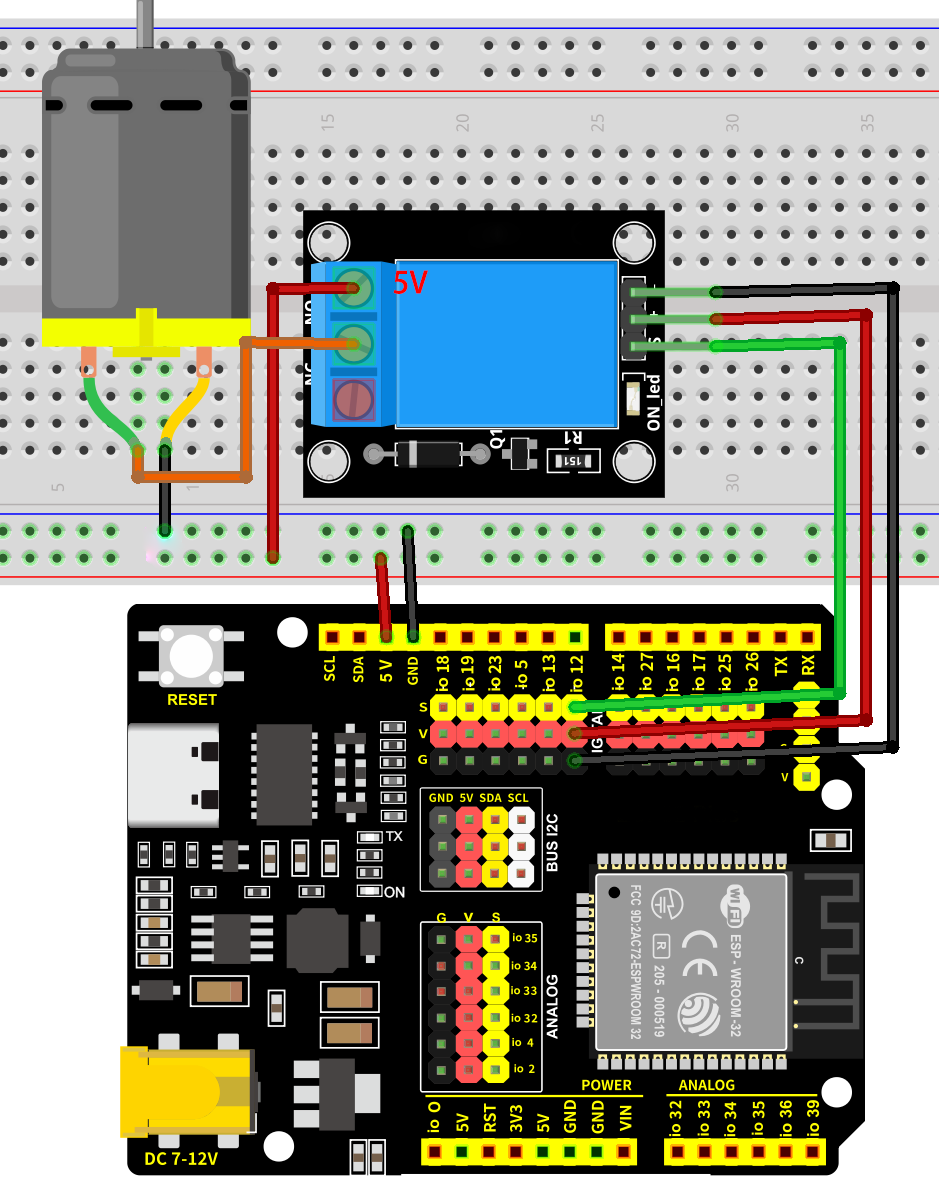 15
20
25
30
35
5V
NO
NC
+
S
ON_led
Q1
R1
151
5
1
30
SCL
SDA
5 V
GND
io 18
io 19
io 23
io 5
io 13
io 12
io 14
io 27
io 16
io 17
io 25
io 26
TX
RX
RESET
S
V
G
V
GND 5V SDA SCL
BUS I2C
TX
ON
G V S
io 35
io 34
io 33
io 32
io 4
io 2
ANALOG
FCC 9D:2AC72-ESPWROOM 32
R 205 - 000519
CE
Wi Fi
ESP - WROOM -32
C
POWER
ANALOG
io O
5V
RST
3V3
5V
GND
GND
VIN
io 32
io 33
io 34
io 35
io 36
io 39
DC 7-12V